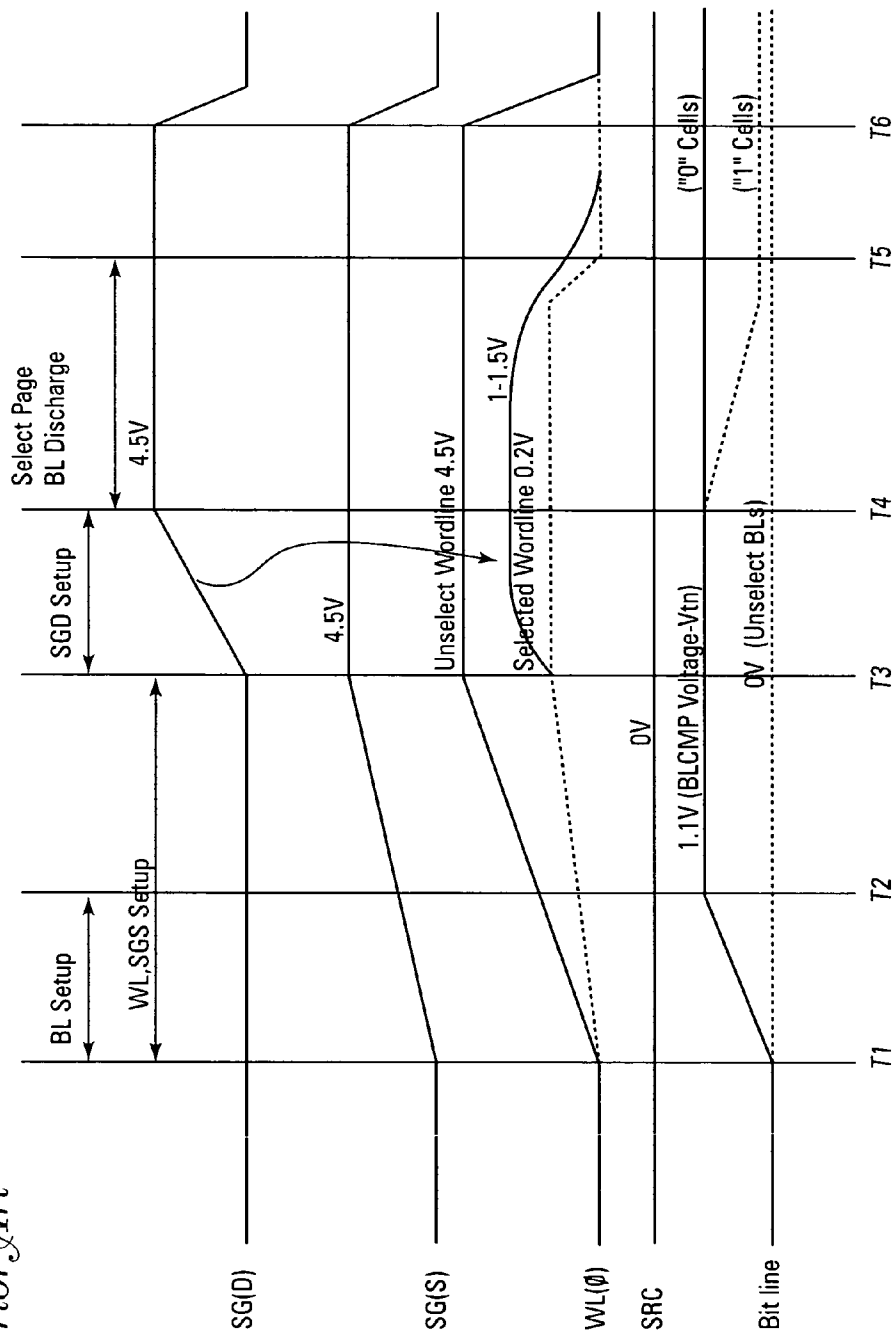 Select Page
BL Discharge
SGD Setup
BL Setup
WL,SGS Setup
SG(D)
4.5V
SG(S)
4.5V
WL(Ø)
Unselect Wordline 4.5V
Selected Wordline 0.2V
1-1.5V
SRC
0V
Bit line
1.1V (BLCMP Voltage-Vtn)
0V (Unselect BLs)
("0" Cells)
("1" Cells)
T1
T2
T3
T4
T5
T6